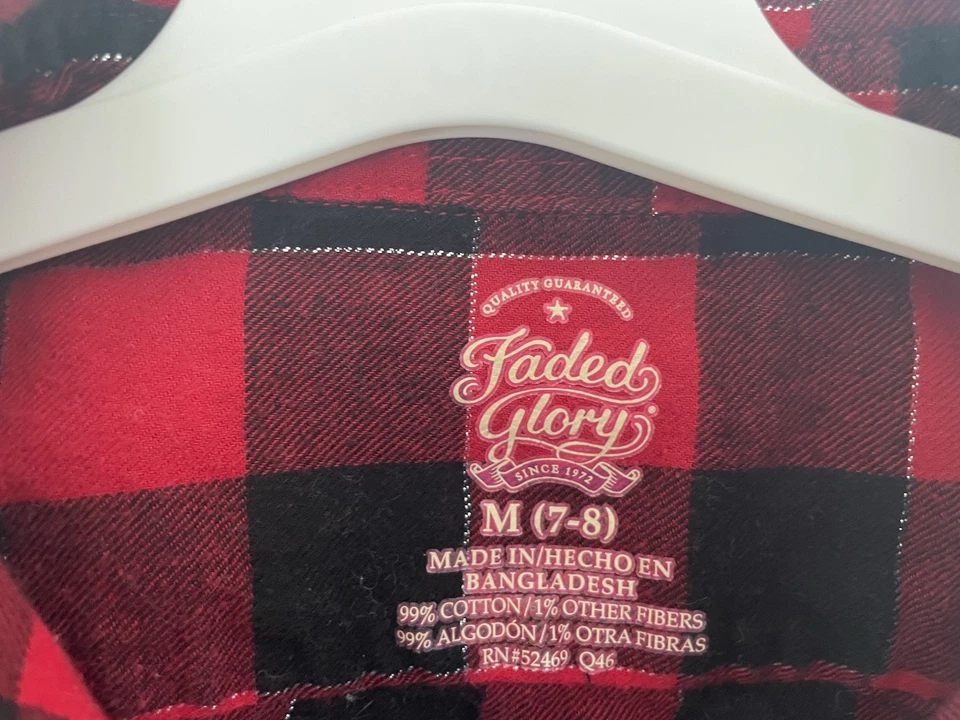 QUALITY GUARANTEED
Faded
Glory
SINCE 1972
M (7-8)
MADE IN/HECHO EN
BANGLADESH
99% COTTON/1% OTHER FIBERS
99% ALGODÓN/1% OTRA FIBRAS
RN#52469 Q46